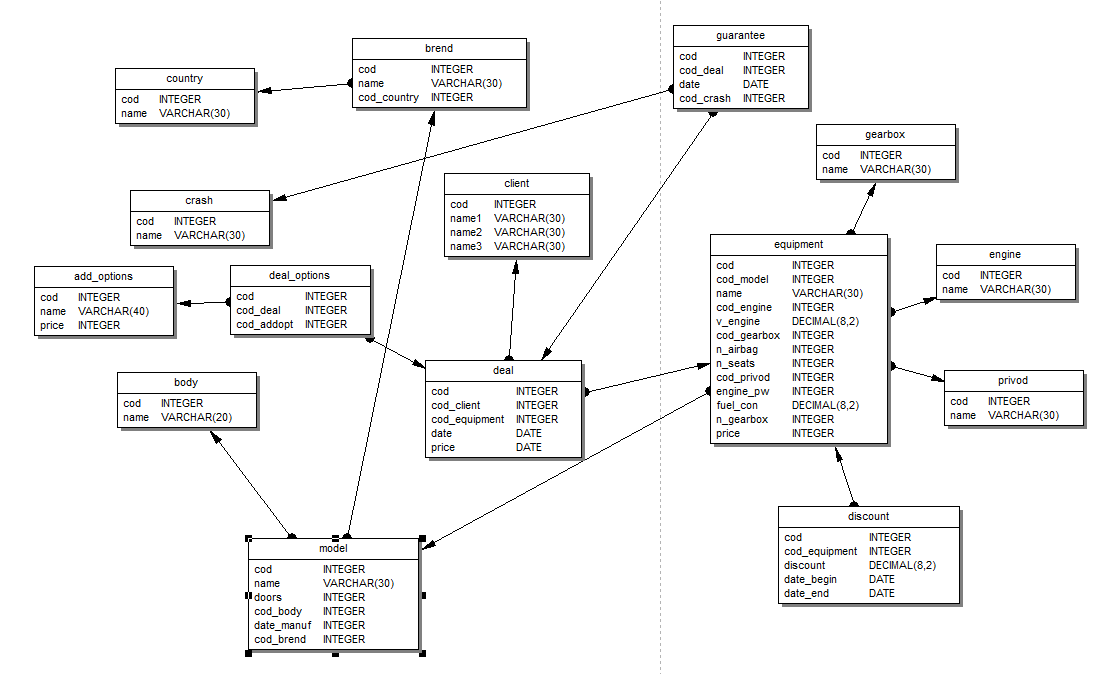 guarantee
cod INTEGER
cod_deal INTEGER
date DATE
cod_crash INTEGER
brend
cod INTEGER
name VARCHAR(30)
cod_country INTEGER
country
cod INTEGER
name VARCHAR(30)
gearbox
cod INTEGER
name VARCHAR(30)
client
cod INTEGER
name1 VARCHAR(30)
name2 VARCHAR(30)
name3 VARCHAR(30)
crash
cod INTEGER
name VARCHAR(30)
equipment
cod INTEGER
cod_model INTEGER
name VARCHAR(30)
cod_engine INTEGER
v_engine DECIMAL(8,2)
cod_gearbox INTEGER
n_airbag INTEGER
n_seats INTEGER
cod_privod INTEGER
engine_pw INTEGER
fuel_con DECIMAL(8,2)
n_gearbox INTEGER
price INTEGER
engine
cod INTEGER
name VARCHAR(30)
add_options
cod INTEGER
name VARCHAR(40)
price INTEGER
deal_options
cod INTEGER
cod_deal INTEGER
cod_addopt INTEGER
deal
cod INTEGER
cod_client INTEGER
cod_equipment INTEGER
date DATE
price DATE
body
cod INTEGER
name VARCHAR(20)
privod
cod INTEGER
name VARCHAR(30)
discount
cod INTEGER
cod_equipment INTEGER
discount DECIMAL(8,2)
date_begin DATE
date_end DATE
model
cod INTEGER
name VARCHAR(30)
doors INTEGER
cod_body INTEGER
date_manuf INTEGER
cod_brend INTEGER